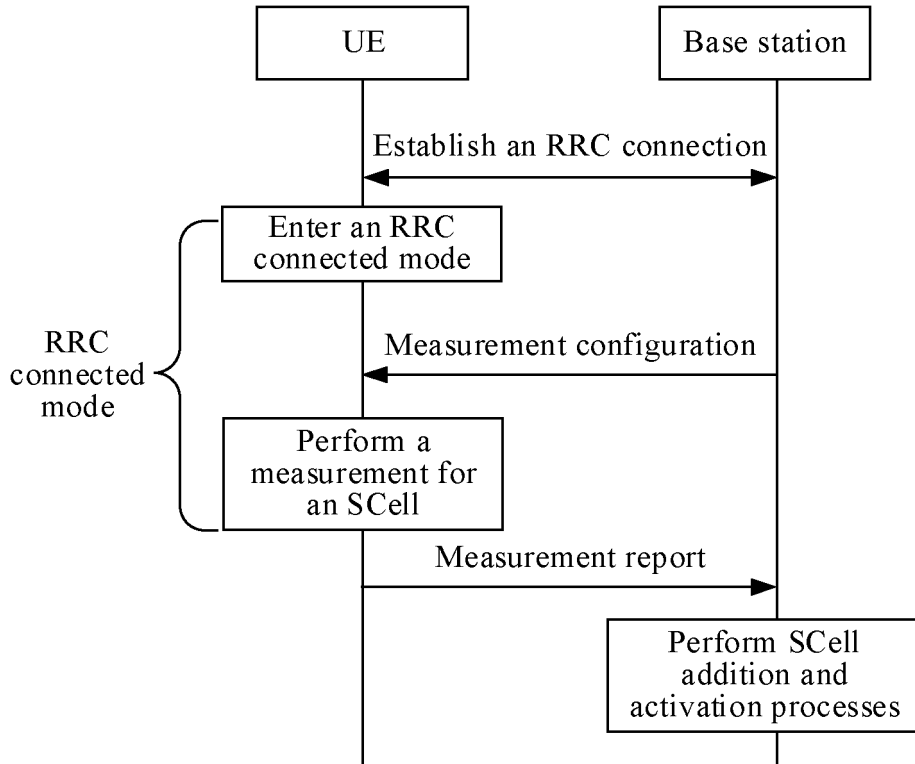 UE
Base station
Establish an RRC connection
Enter an RRC
connected mode
Measurement configuration
RRC
connected
mode
Perform a
measurement for
an SCell
Measurement report
Perform SCell
addition and
activation processes